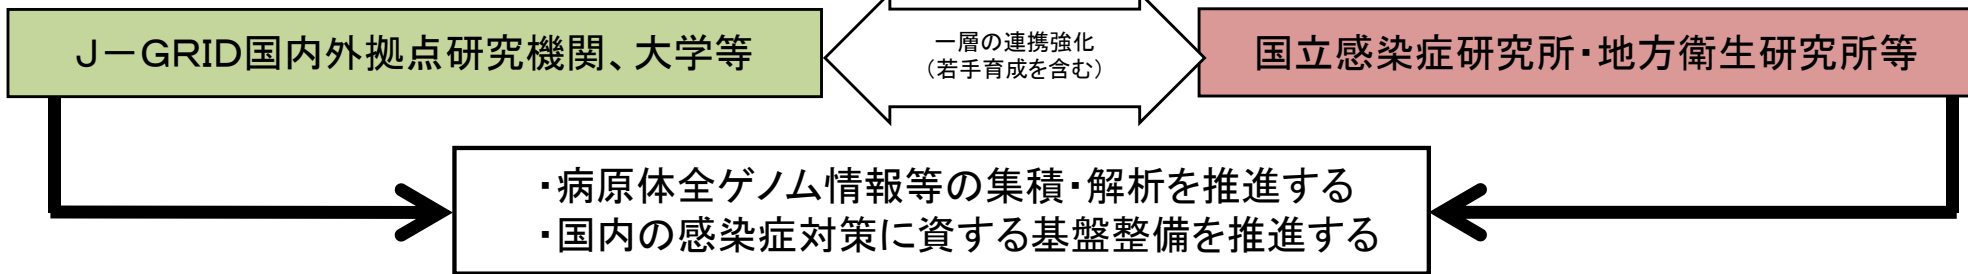 J－GRID国内外拠点研究機関、大学等
一層の連携強化
（若手育成を含む）
国立感染症研究所・地方衛生研究所等
・病原体全ゲノム情報等の集積・解析を推進する
・国内の感染症対策に資する基盤整備を推進する